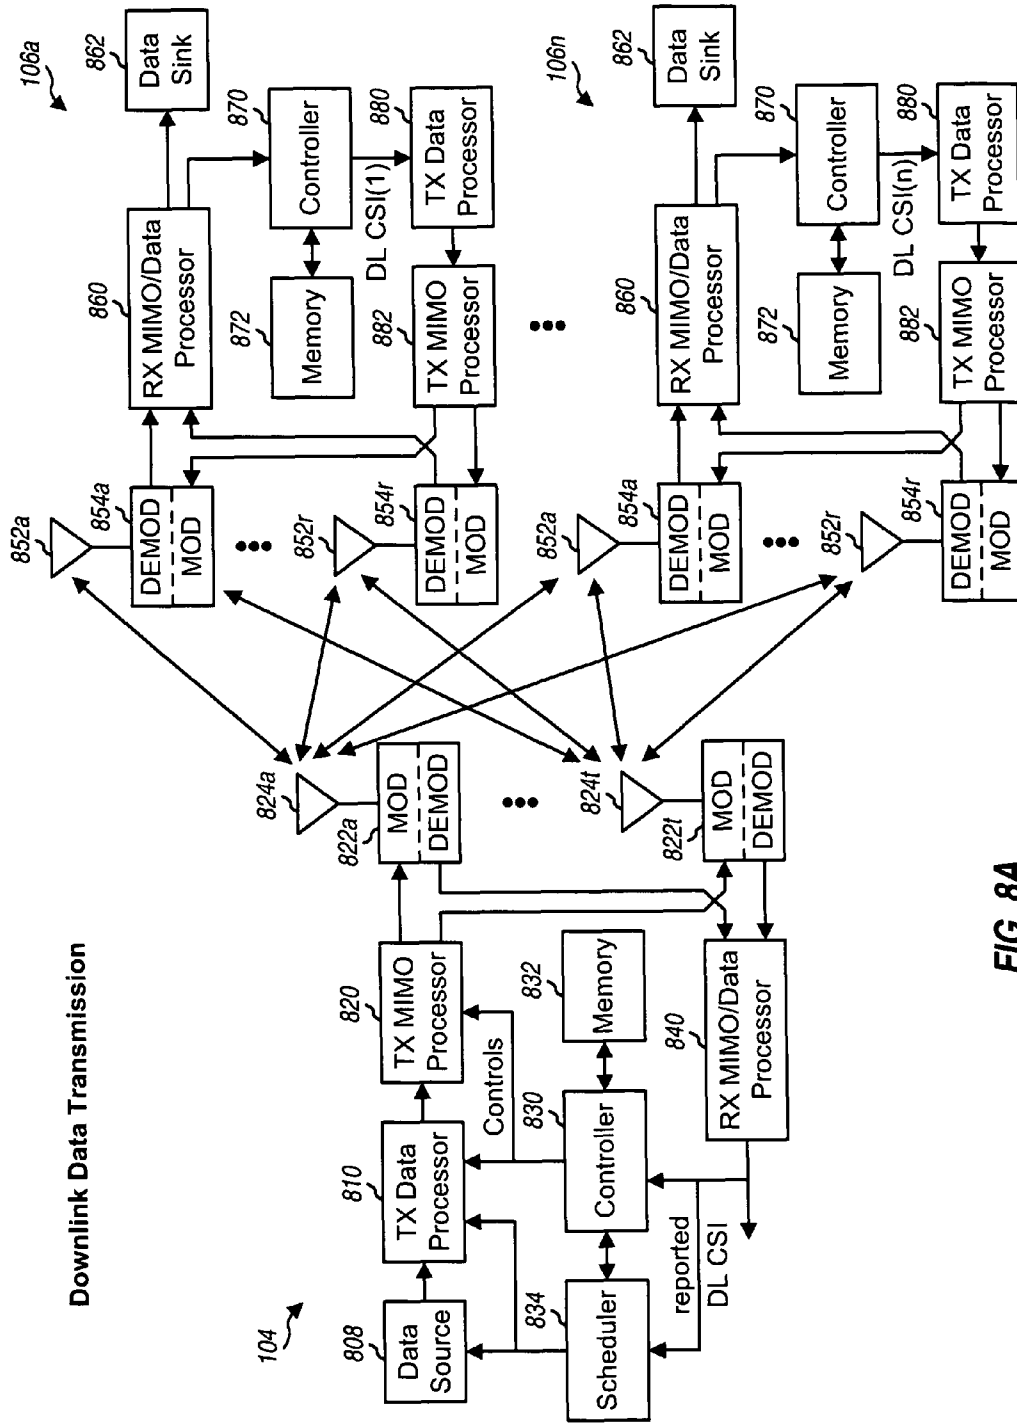 Downlink Data Transmission
104
808
Data
Source
810
TX Data
Processor
820
TX MIMO
Processor
Controls
834
Scheduler
830
Controller
832
Memory
reported
DL CSI
840
RX MIMO/Data
Processor
824a
822a
MOD
DEMOD
824t
822t
MOD
DEMOD
106a
852a
854a
DEMOD
MOD
852r
854r
DEMOD
MOD
860
RX MIMO/Data
Processor
862
Data
Sink
872
Memory
870
Controller
DL CSI(1)
882
TX MIMO
Processor
880
TX Data
Processor
106n
852a
854a
DEMOD
MOD
852r
854r
DEMOD
MOD
860
RX MIMO/Data
Processor
862
Data
Sink
872
Memory
870
Controller
DL CSI(n)
882
TX MIMO
Processor
880
TX Data
Processor
FIG. 8A